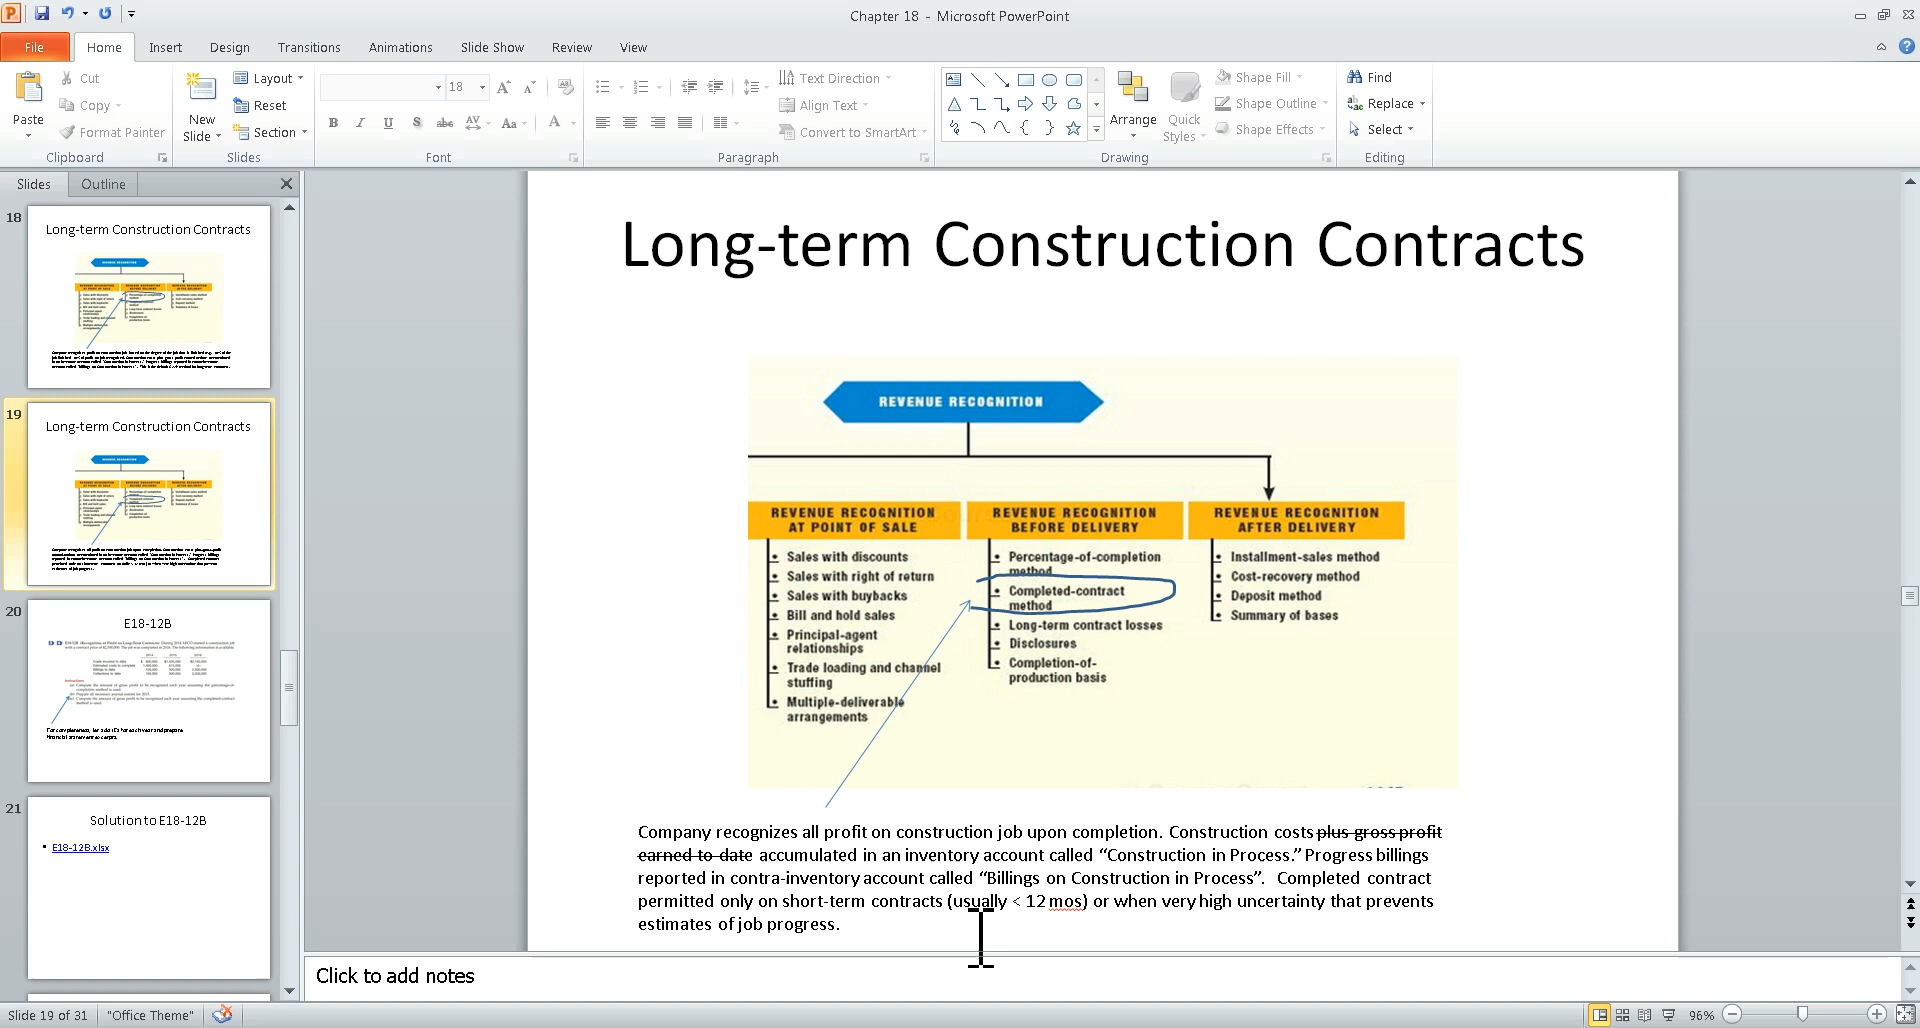 Chapter 18 - Microsoft PowerPoint
File Home Insert Design Transitions Animations Slide Show Review View
Paste
Cut
Copy
Format Painter
Clipboard
New
Slide
Layout
Reset
Section
Slides
18
Font
Text Direction
Align Text
Convert to SmartArt
Paragraph
Arrange
Quick
Styles
Shape Fill
Shape Outline
Shape Effects
Drawing
Find
Replace
Select
Editing
Slides Outline
18
Long-term Construction Contracts
19
Long-term Construction Contracts
20
E18-12B
21
Solution to E18-12B
• E18-12B.xlsx
Long-term Construction Contracts
REVENUE RECOGNITION
REVENUE RECOGNITION
AT POINT OF SALE
• Sales with discounts
• Sales with right of return
• Sales with buybacks
• Bill and hold sales
• Principal-agent
relationships
• Trade loading and channel
stuffing
• Multiple-deliverable
arrangements
REVENUE RECOGNITION
BEFORE DELIVERY
• Percentage-of-completion
method
• Completed-contract
method
• Long-term contract losses
• Disclosures
• Completion-of-
production basis
REVENUE RECOGNITION
AFTER DELIVERY
• Installment-sales method
• Cost-recovery method
• Deposit method
• Summary of bases
Company recognizes all profit on construction job upon completion. Construction costs plus gross profit
earned to date accumulated in an inventory account called “Construction in Process.” Progress billings
reported in contra-inventory account called “Billings on Construction in Process”. Completed contract
permitted only on short-term contracts (usually < 12 mos) or when very high uncertainty that prevents
estimates of job progress.
Click to add notes
Slide 19 of 31 "Office Theme" 96%